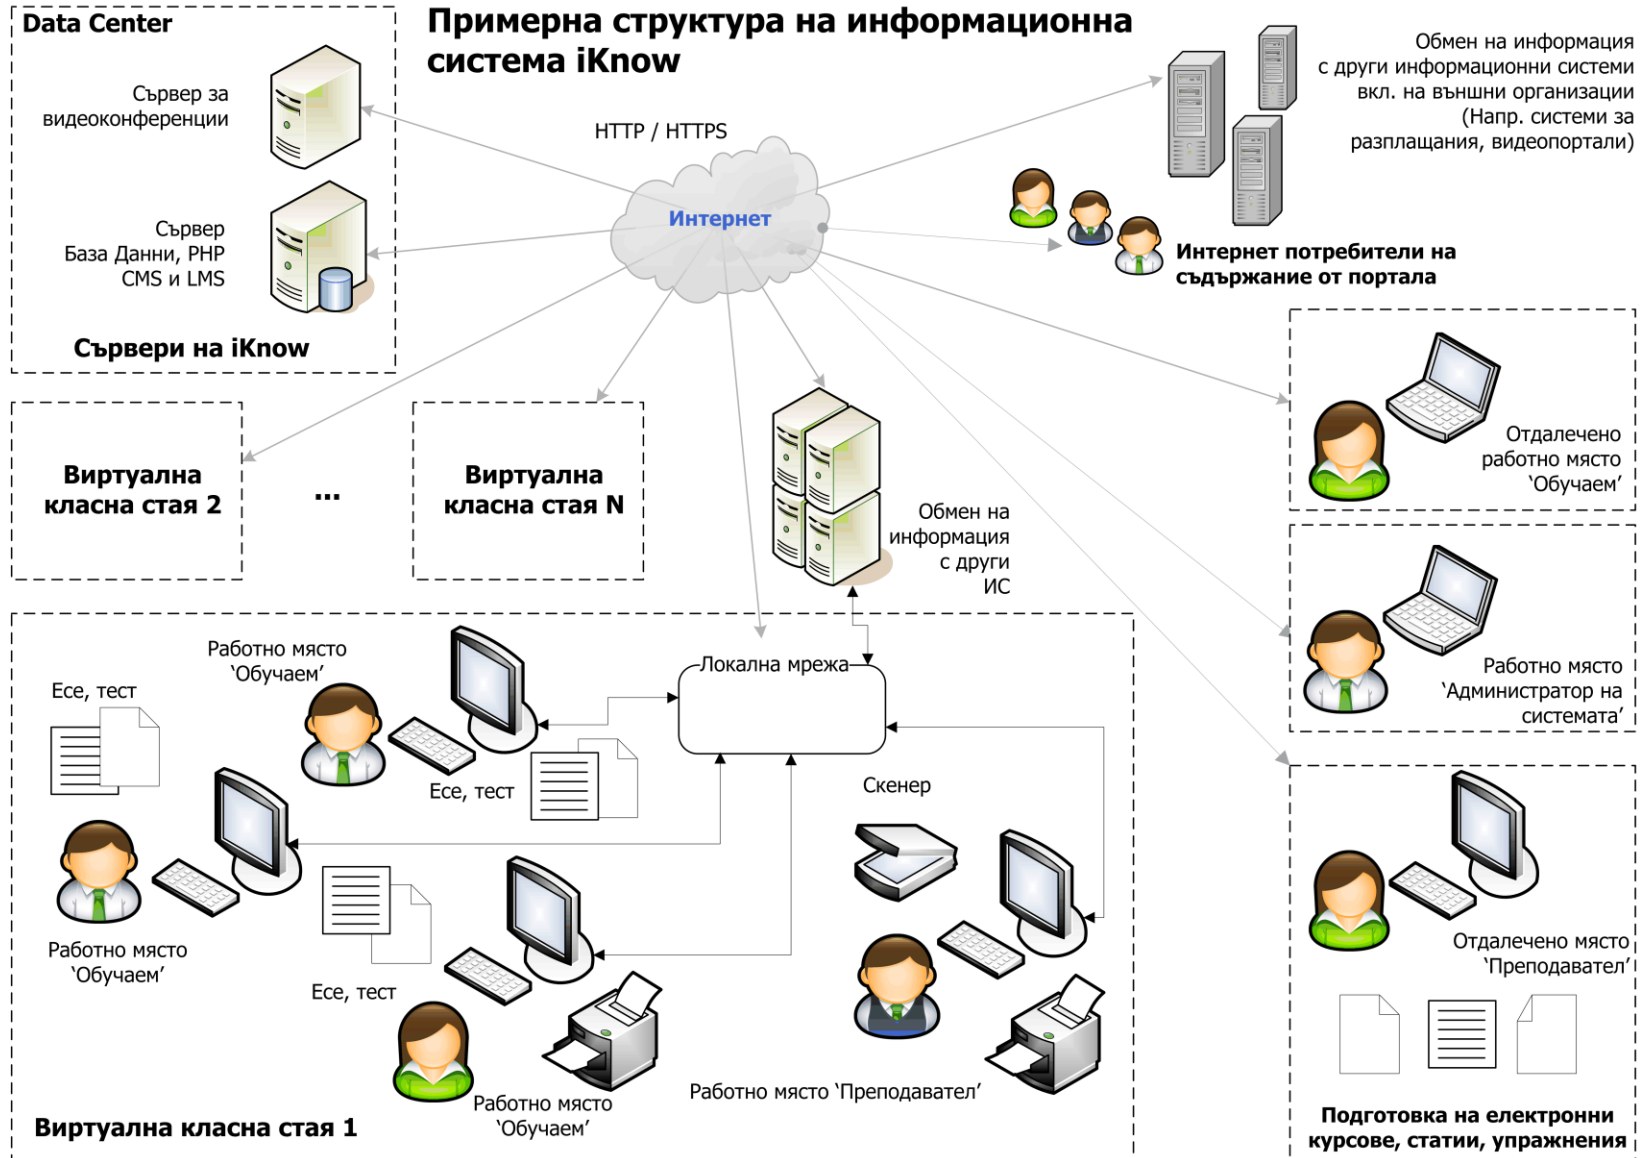 Data Center
Примерна структура на информационна
система iKnow
Сървер за
видеоконференции
HTTP / HTTPS
Обмен на информация
с други информационни системи
вкл. на външни организации
(Напр. системи за
разплащания, видеопортали)
Интернет
Сървер
База Данни, PHP
CMS и LMS
Сървери на iKnow
Интернет потребители на
съдържание от портала
Виртуална
класна стая 2
...
Виртуална
класна стая N
Обмен на
информация
с други
ИС
Отдалечено
работно място
‘Обучаем’
Работно място
‘Администратор на
системата’
Работно място
‘Обучаем’
Есе, тест
Локална мрежа
Есе, тест
Скенер
Работно място
‘Обучаем’
Есе, тест
Работно място
‘Обучаем’
Работно място ‘Преподавател’
Виртуална класна стая 1
Отдалечено място
‘Преподавател’
Подготовка на електронни
курсове, статии, упражнения